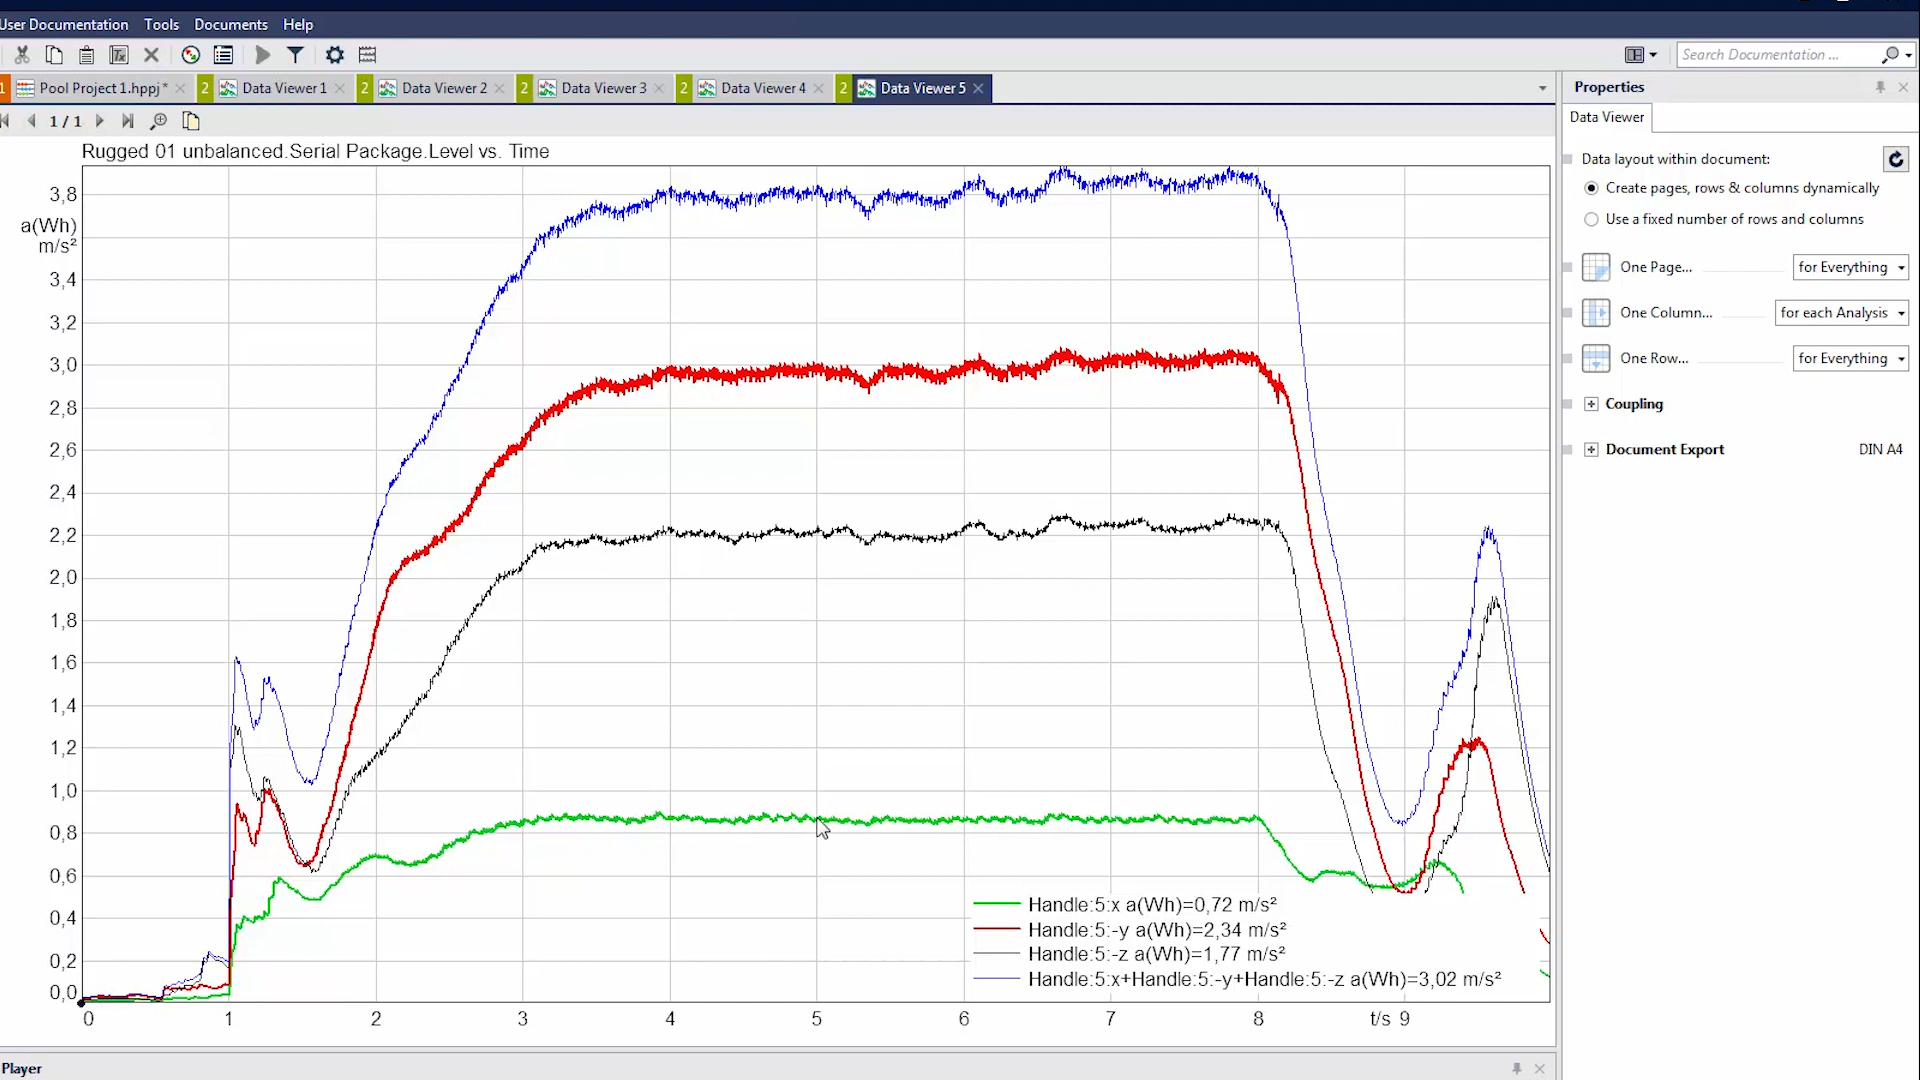 User Documentation Tools Documents Help
Search Documentation ...
1 Pool Project 1.hppj* 2 Data Viewer 1 2 Data Viewer 2 2 Data Viewer 3 2 Data Viewer 4 2 Data Viewer 5
1 / 1
Rugged 01 unbalanced.Serial Package.Level vs. Time
3,8
a(Wh)
m/s²
3,4
3,2
3,0
2,8
2,6
2,4
2,2
2,0
1,8
1,6
1,4
1,2
1,0
0,8
0,6
0,4
0,2
0,0
0 1 2 3 4 5 6 7 8 t/s 9
Handle:5:x a(Wh)=0,72 m/s²
Handle:5:-y a(Wh)=2,34 m/s²
Handle:5:-z a(Wh)=1,77 m/s²
Handle:5:x+Handle:5:-y+Handle:5:-z a(Wh)=3,02 m/s²
Player
Properties
Data Viewer
Data layout within document:
Create pages, rows & columns dynamically
Use a fixed number of rows and columns
One Page... for Everything
One Column... for each Analysis
One Row... for Everything
Coupling
Document Export DIN A4